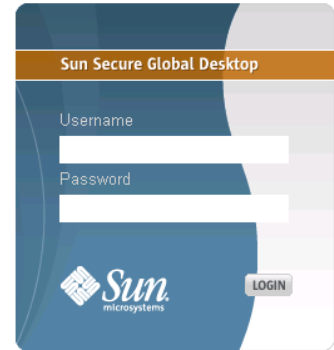 Sun Secure Global Desktop
Username
Password
Sun
microsystems
LOGIN